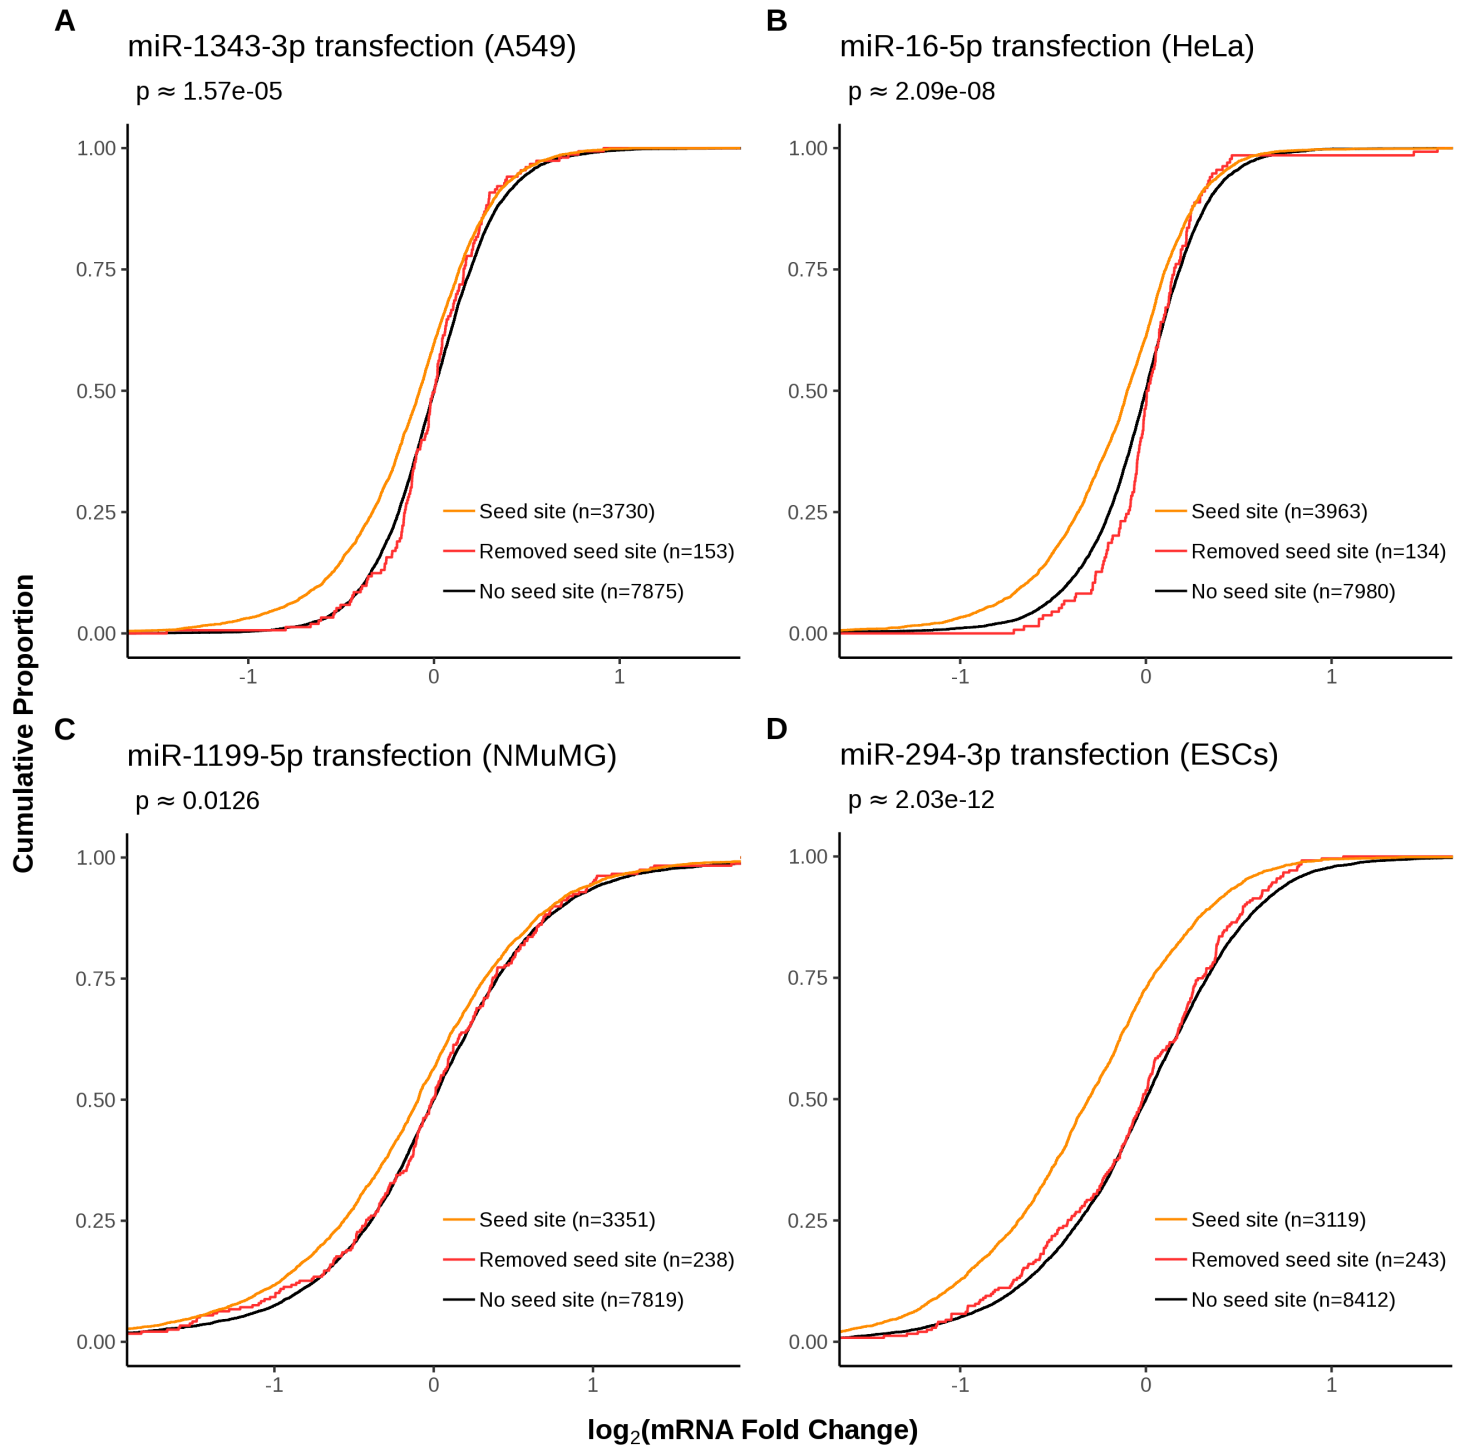 A
miR-1343-3p transfection (A549)
p ≈ 1.57e-05
1.00
0.75
0.50
0.25
0.00
Seed site (n=3730)
Removed seed site (n=153)
No seed site (n=7875)
-1 0 1
B
miR-16-5p transfection (HeLa)
p ≈ 2.09e-08
1.00
0.75
0.50
0.25
0.00
Seed site (n=3963)
Removed seed site (n=134)
No seed site (n=7980)
-1 0 1
Cumulative Proportion
C
miR-1199-5p transfection (NMuMG)
p ≈ 0.0126
1.00
0.75
0.50
0.25
0.00
Seed site (n=3351)
Removed seed site (n=238)
No seed site (n=7819)
-1 0 1
D
miR-294-3p transfection (ESCs)
p ≈ 2.03e-12
1.00
0.75
0.50
0.25
0.00
Seed site (n=3119)
Removed seed site (n=243)
No seed site (n=8412)
-1 0 1
log₂(mRNA Fold Change)